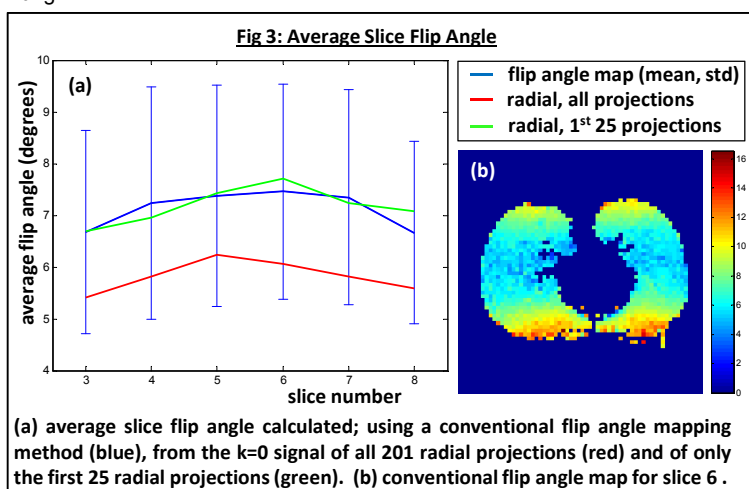 Fig 3: Average Slice Flip Angle
(a)
average flip angle (degrees)
10
9
8
7
6
5
4
3 4 5 6 7 8
slice number
flip angle map (mean, std)
radial, all projections
radial, 1st 25 projections
(b)
16
14
12
10
8
6
4
2
0
(a) average slice flip angle calculated; using a conventional flip angle mapping
method (blue), from the k=0 signal of all 201 radial projections (red) and of only
the first 25 radial projections (green). (b) conventional flip angle map for slice 6 .